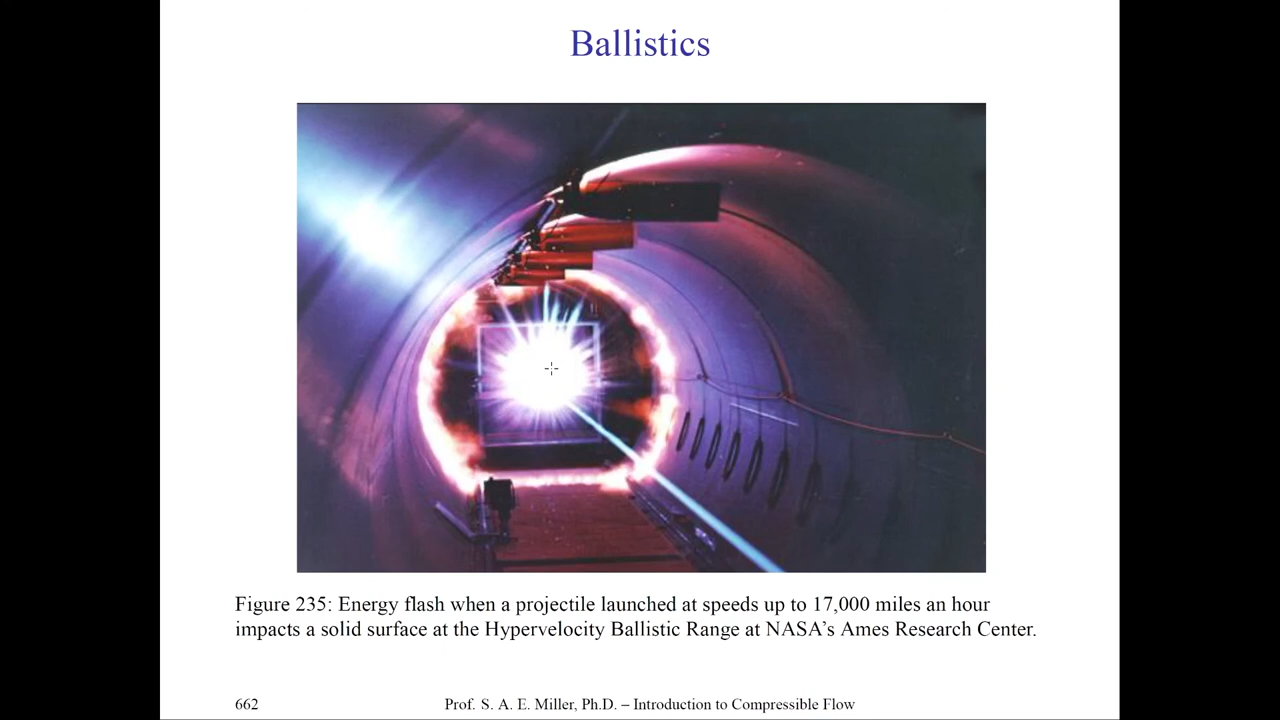 Ballistics
Figure 235: Energy flash when a projectile launched at speeds up to 17,000 miles an hour
impacts a solid surface at the Hypervelocity Ballistic Range at NASA's Ames Research Center.
662
Prof. S. A. E. Miller, Ph.D. – Introduction to Compressible Flow